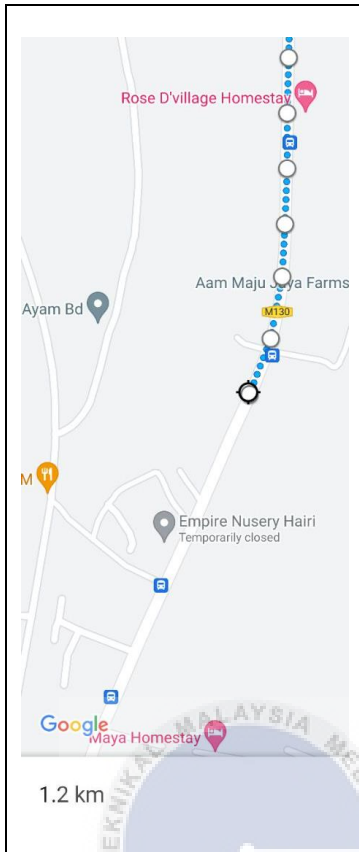 Rose D'village Homestay
Aam Maju Jaya Farms
Ayam Bd
M130
M
Empire Nusery Hairi
Temporarily closed
Google
Maya Homestay
1.2 km
MALAYSIA